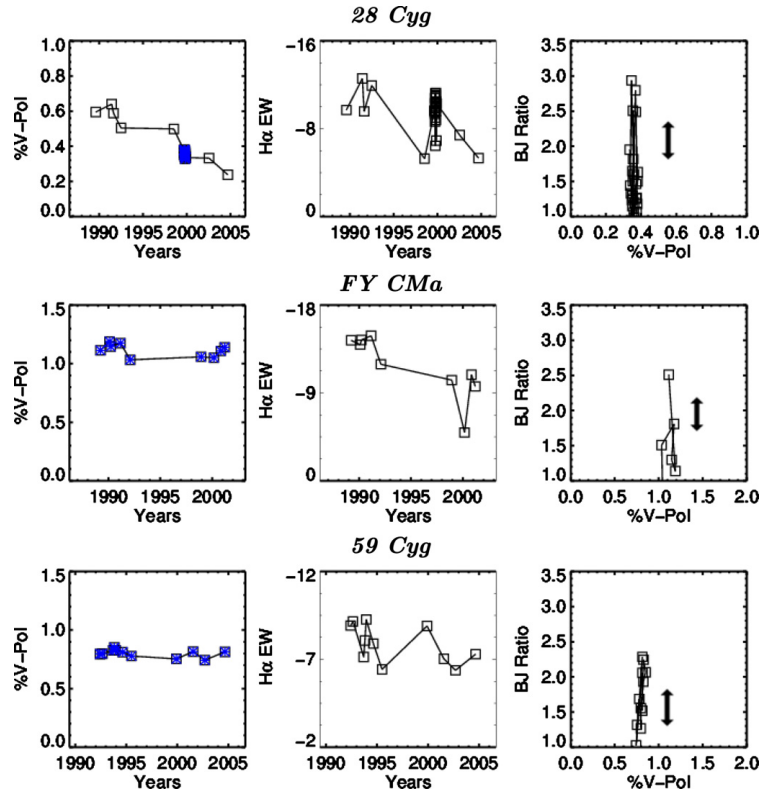 28 Cyg
%V−Pol
1.0
0.8
0.6
0.4
0.2
0.0
1990 1995 2000 2005
Years
Hα EW
−16
−8
0
1990 1995 2000 2005
Years
BJ Ratio
3.5
3.0
2.5
2.0
1.5
1.0
0.0 0.2 0.4 0.6 0.8 1.0
%V−Pol
FY CMa
%V−Pol
1.5
1.0
0.5
0.0
1990 1995 2000
Years
Hα EW
−18
−9
0
1990 1995 2000
Years
BJ Ratio
3.5
3.0
2.5
2.0
1.5
1.0
0.0 0.5 1.0 1.5 2.0
%V−Pol
59 Cyg
%V−Pol
1.5
1.0
0.5
0.0
1990 1995 2000 2005
Years
Hα EW
−12
−7
−2
1990 1995 2000 2005
Years
BJ Ratio
3.5
3.0
2.5
2.0
1.5
1.0
0.0 0.5 1.0 1.5 2.0
%V−Pol